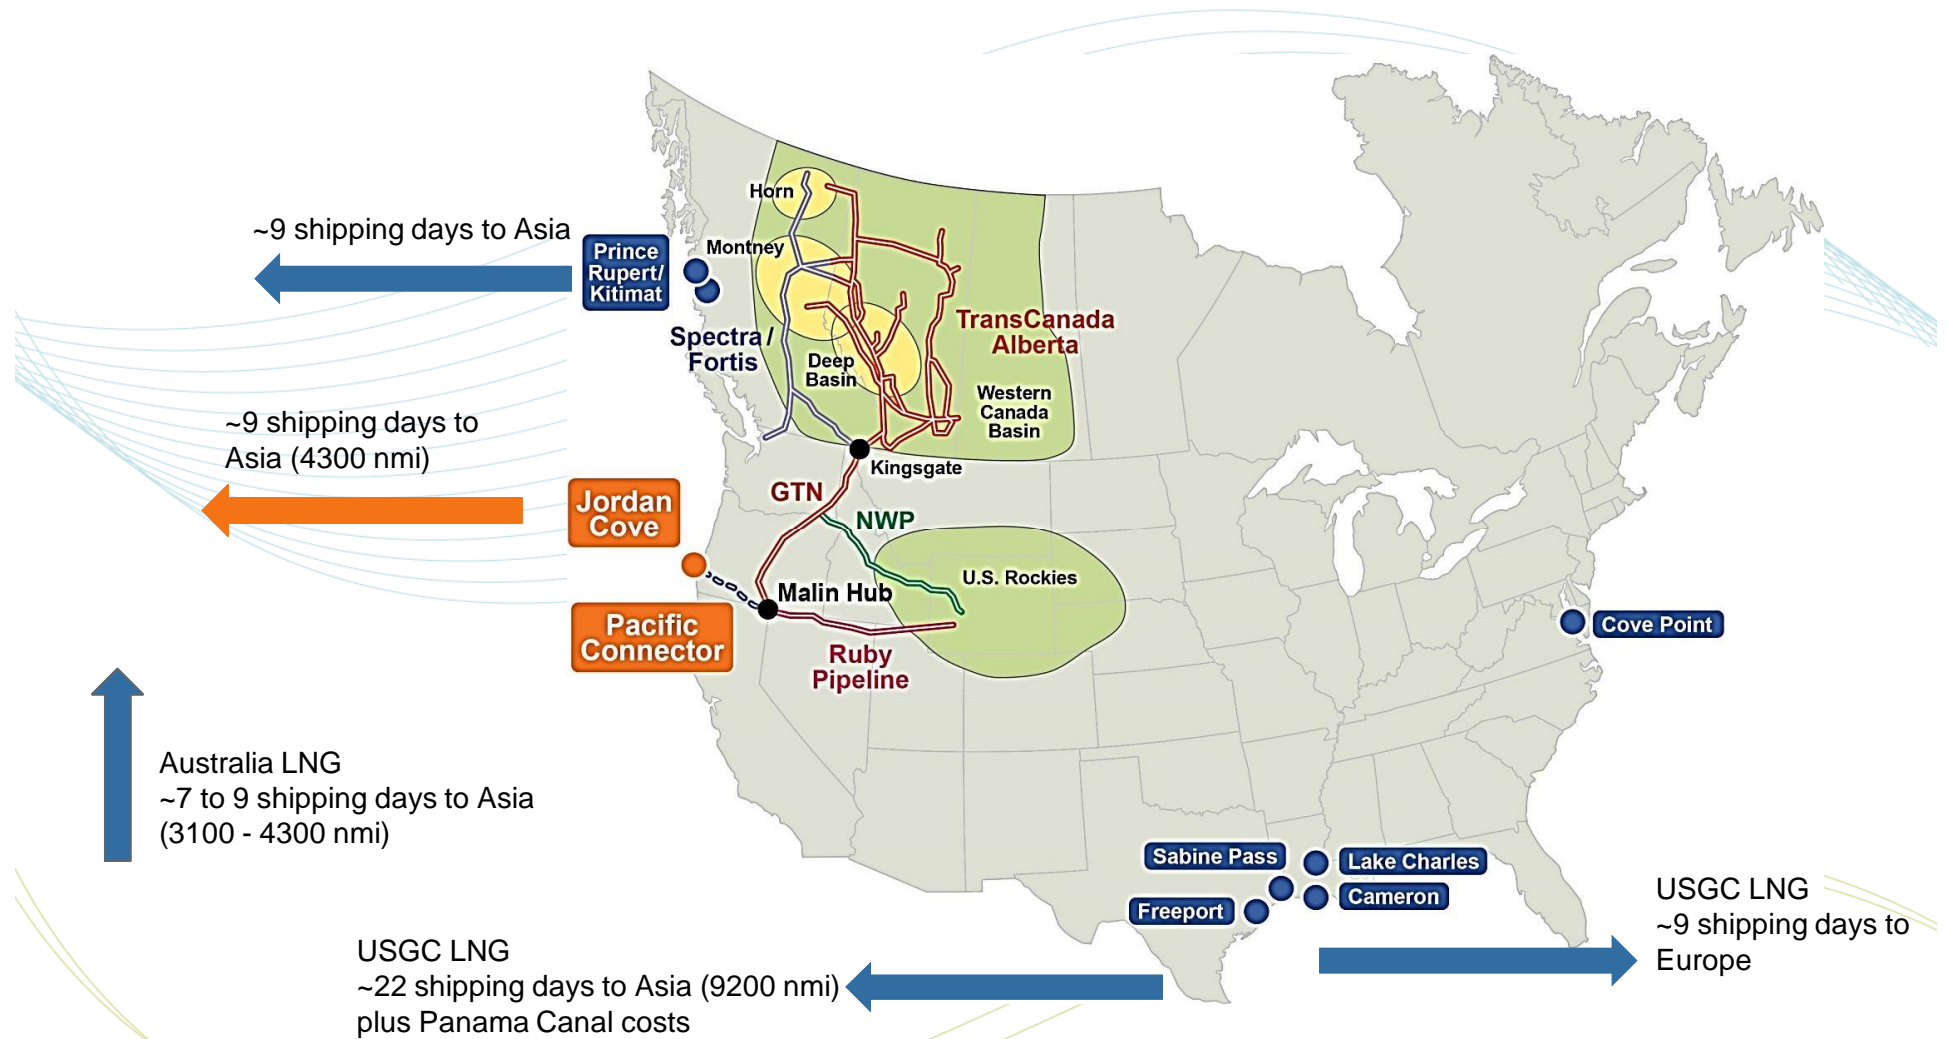 Horn
~9 shipping days to Asia
Prince
Rupert/
Kitimat
Montney
Spectra/
Fortis
Deep
Basin
TransCanada
Alberta
Western
Canada
Basin
~9 shipping days to
Asia (4300 nmi)
Kingsgate
Jordan
Cove
GTN
NWP
U.S. Rockies
Malin Hub
Pacific
Connector
Ruby
Pipeline
Cove Point
Australia LNG
~7 to 9 shipping days to Asia
(3100 - 4300 nmi)
Sabine Pass
Lake Charles
Cameron
Freeport
USGC LNG
~9 shipping days to
Europe
USGC LNG
~22 shipping days to Asia (9200 nmi)
plus Panama Canal costs